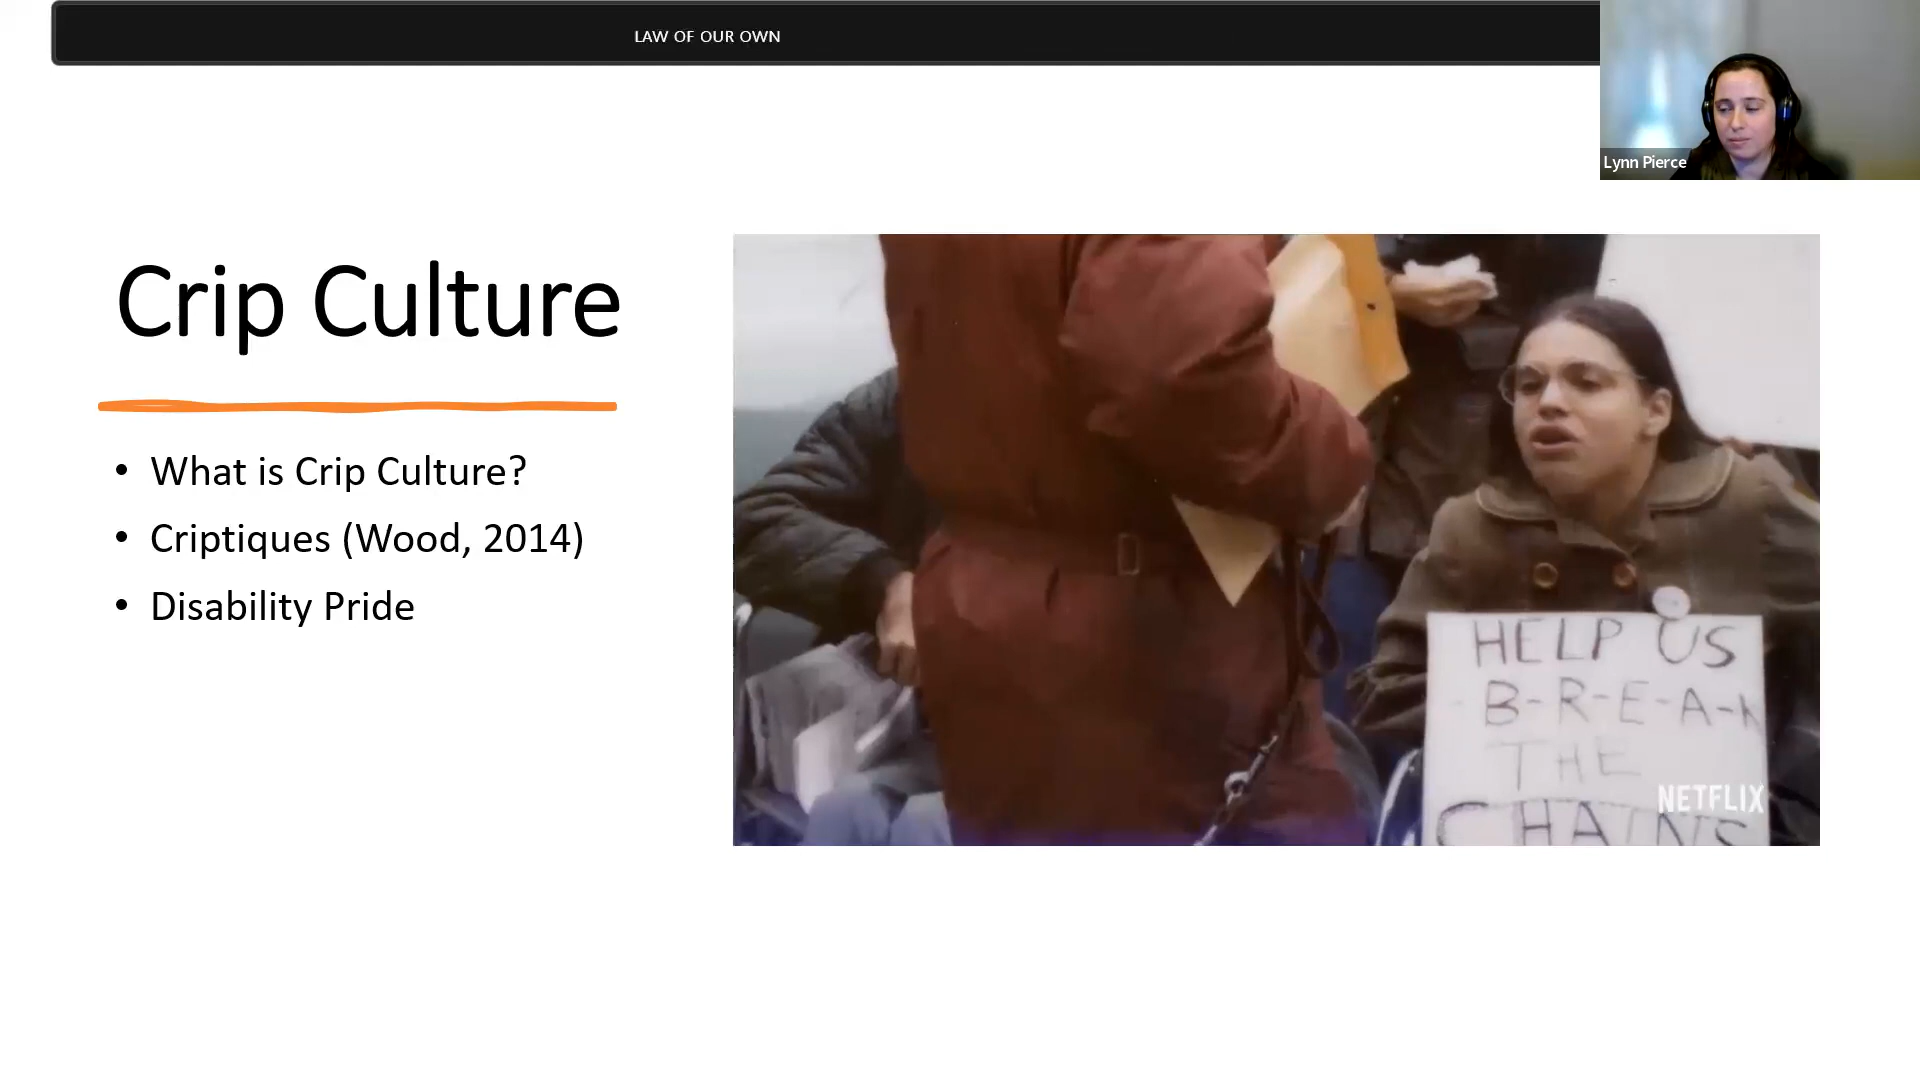 LAW OF OUR OWN
Lynn Pierce
Crip Culture
• What is Crip Culture?
• Criptiques (Wood, 2014)
• Disability Pride
HELP US
-B-R-E-A-K
THE
CHAINS
NETFLIX